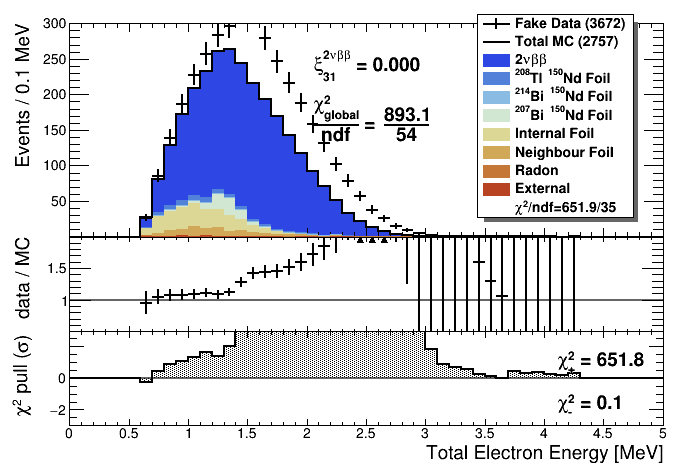 Events / 0.1 MeV
300
250
200
150
100
50
ξ³¹ 2νββ = 0.000
χ² global / ndf = 893.1 / 54
Fake Data (3672)
Total MC (2757)
2νββ
²⁰⁸Tl ¹⁵⁰Nd Foil
²¹⁴Bi ¹⁵⁰Nd Foil
²⁰⁷Bi ¹⁵⁰Nd Foil
Internal Foil
Neighbour Foil
Radon
External
χ²/ndf=651.9/35
data / MC
1.5
1
χ² pull (σ)
0
−2
χ²₊ = 651.8
χ²₋ = 0.1
0 0.5 1 1.5 2 2.5 3 3.5 4 4.5 5
Total Electron Energy [MeV]